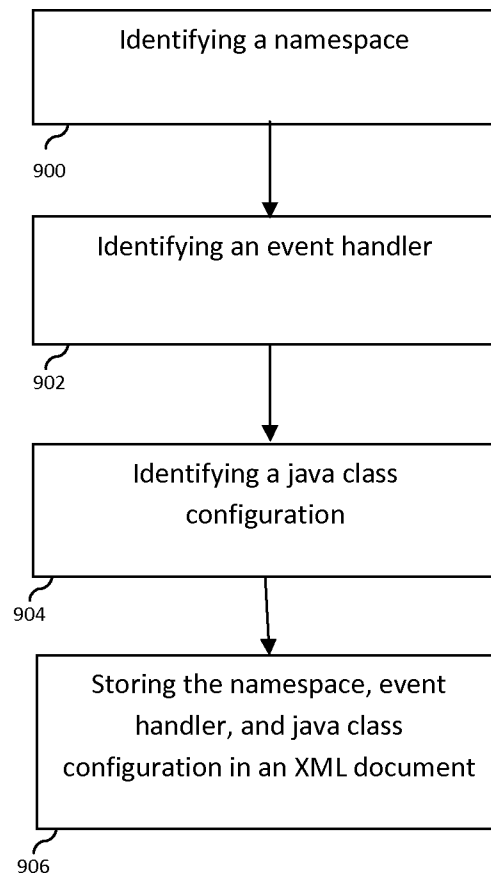 Identifying a namespace
900
Identifying an event handler
902
Identifying a java class
configuration
904
Storing the namespace, event
handler, and java class
configuration in an XML document
906